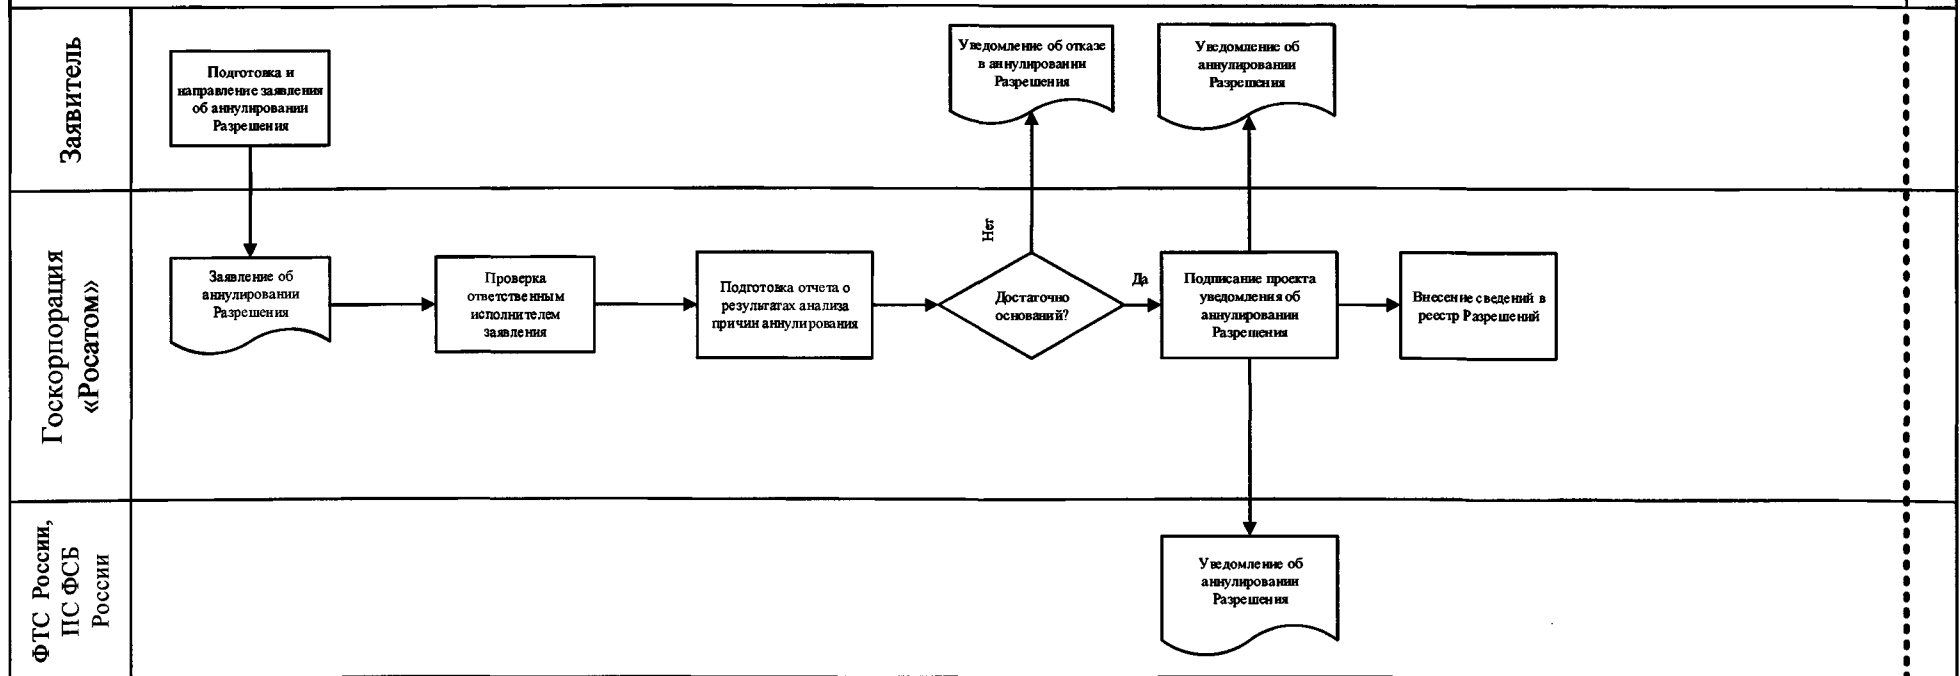 Заявитель
Подготовка и
направление заявления
об аннулировании
Разрешения
Уведомление об отказе
в аннулировании
Разрешения
Уведомление об
аннулировании
Разрешения
Госкорпорация
«Росатом»
Заявление об
аннулировании
Разрешения
Проверка
ответственным
исполнителем
заявления
Подготовка отчета о
результатах анализа
причин аннулирования
Достаточно
оснований?
Нет
Да
Подписание проекта
уведомления об
аннулировании
Разрешения
Внесение сведений в
реестр Разрешений
ФТС России,
ПС ФСБ
России
Уведомление об
аннулировании
Разрешения